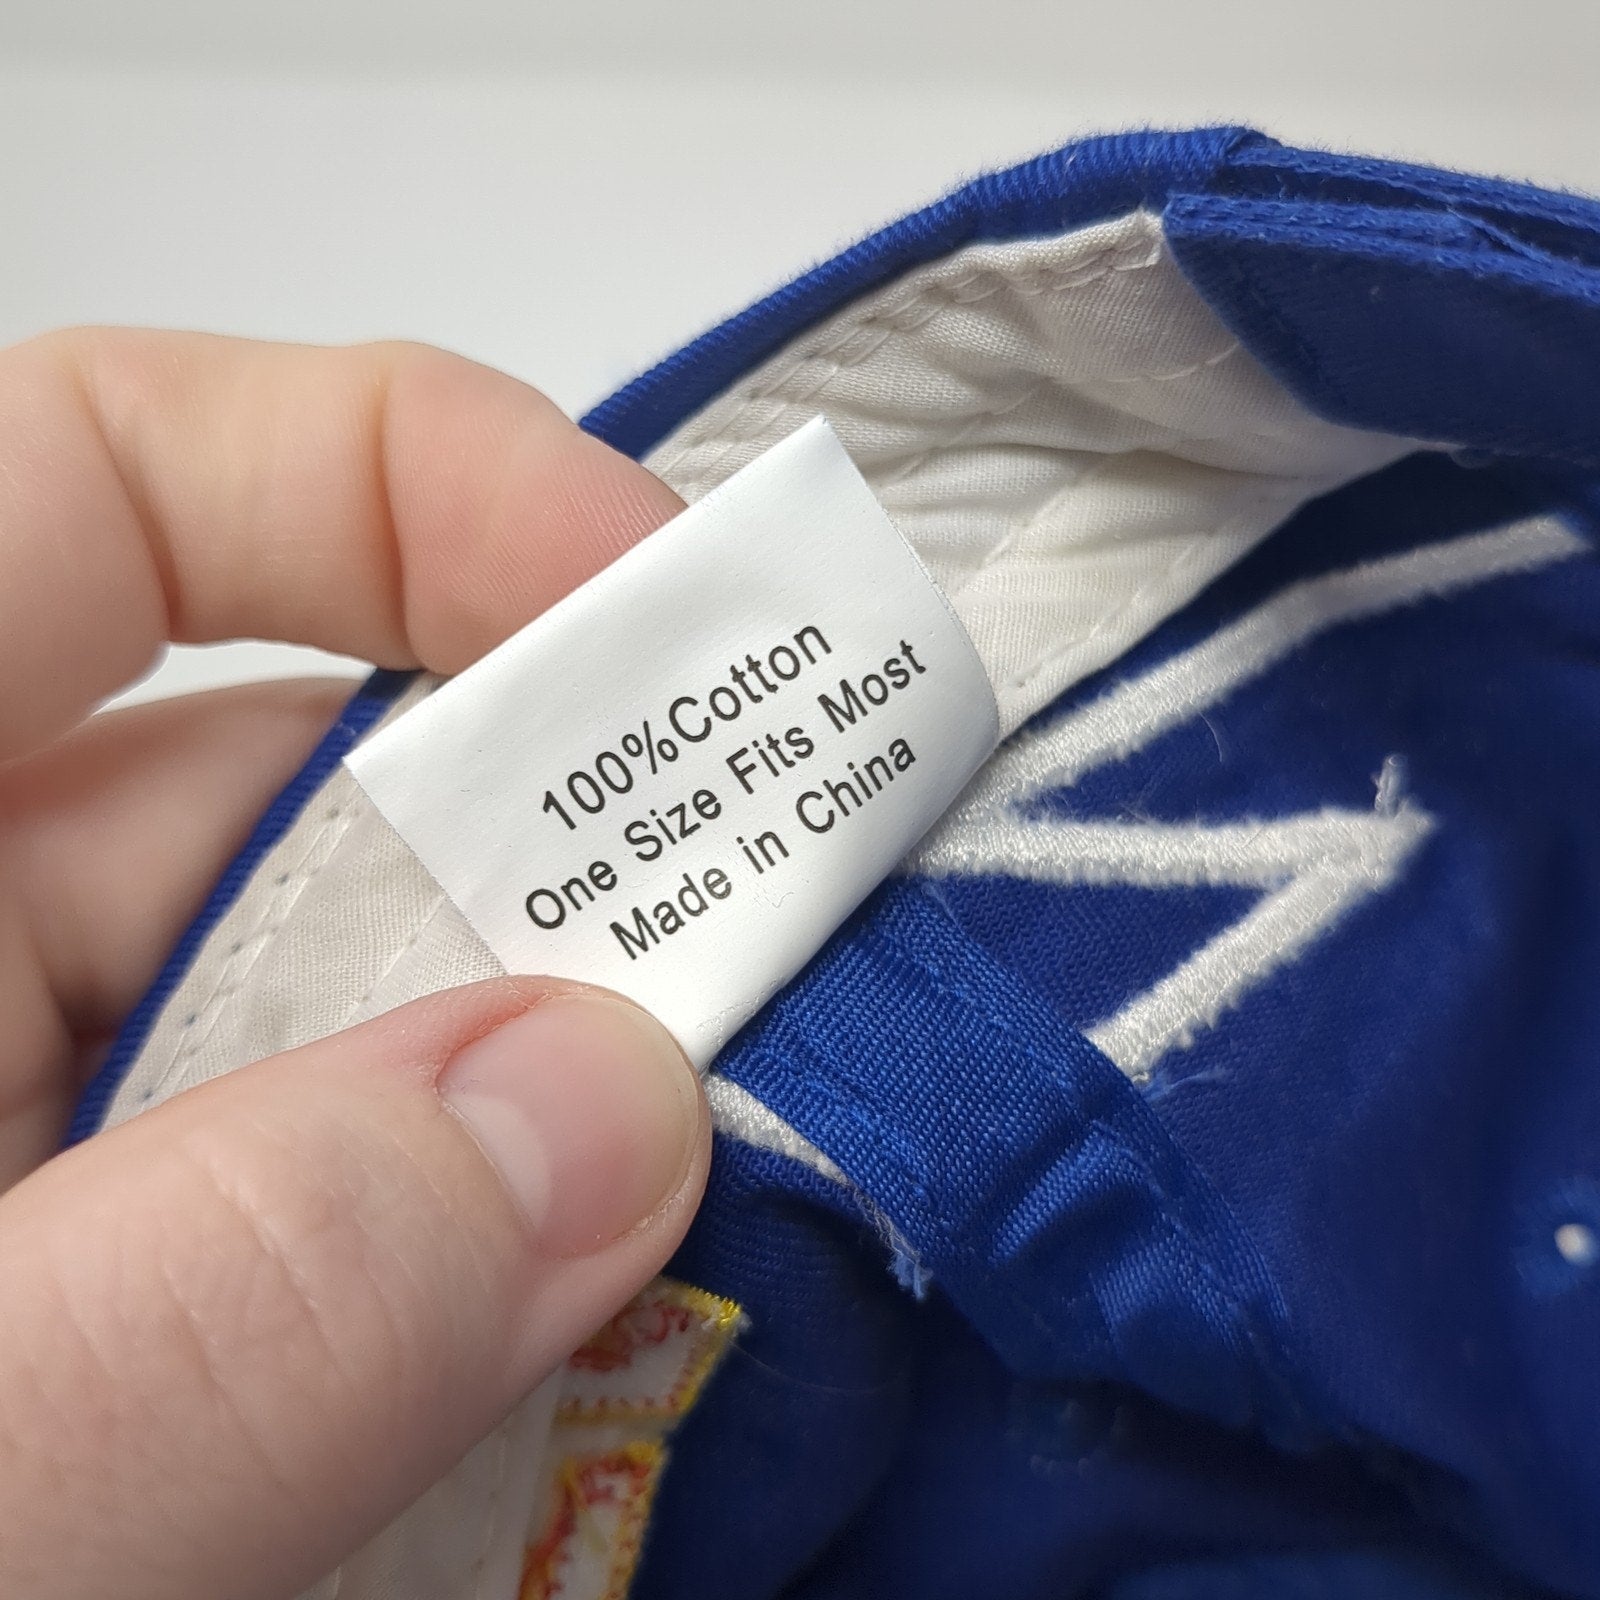 100%Cotton
One Size Fits Most
Made in China